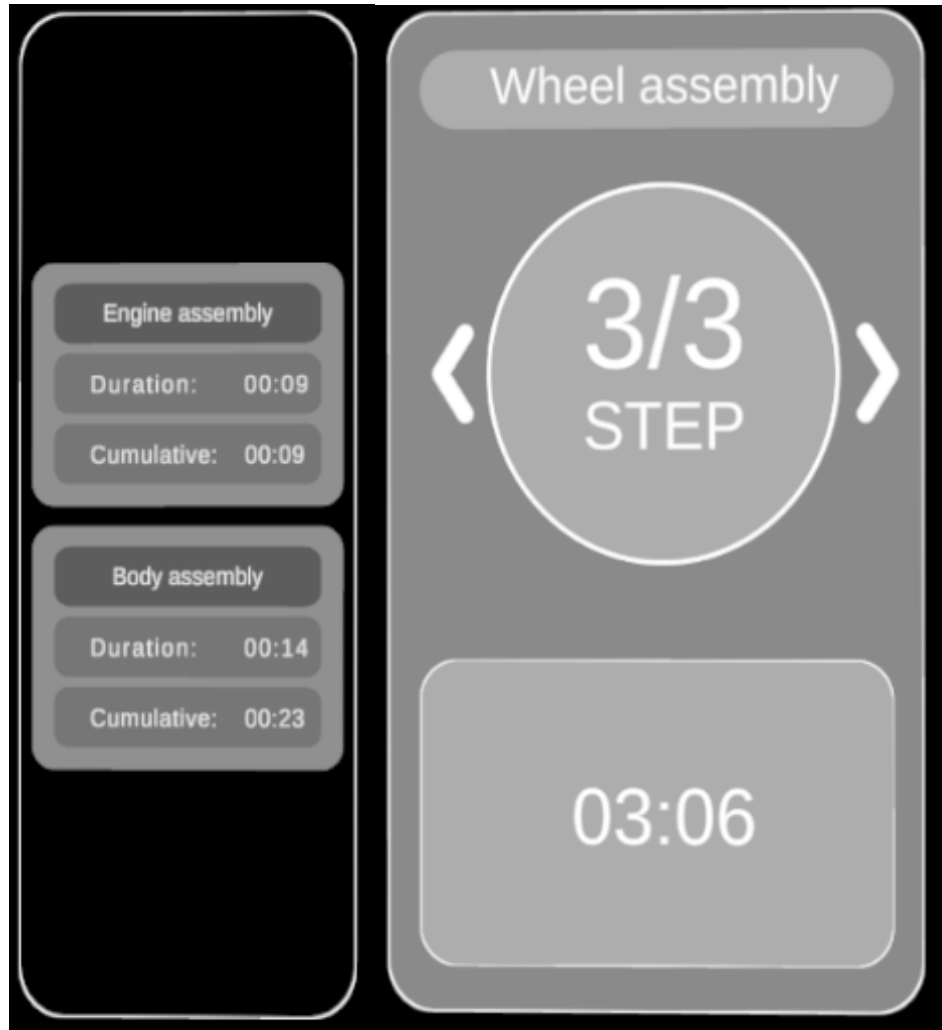 Engine assembly
Duration: 00:09
Cumulative: 00:09
Body assembly
Duration: 00:14
Cumulative: 00:23
Wheel assembly
3/3
STEP
03:06